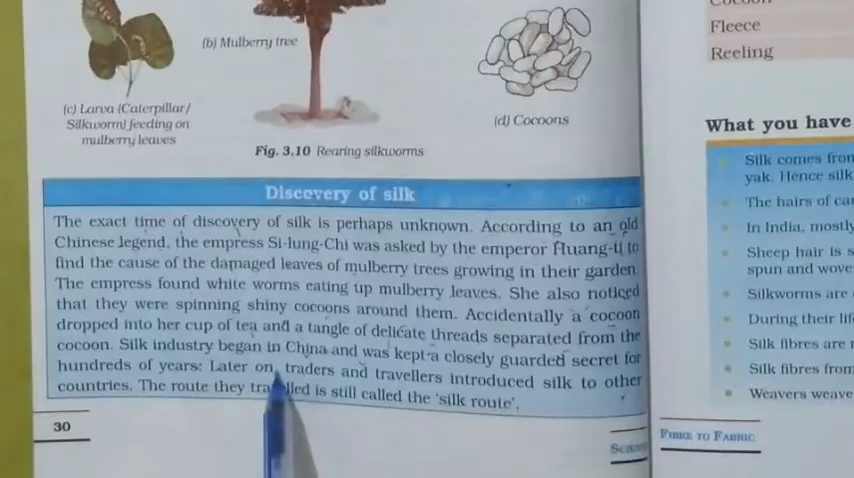 (b) Mulberry tree
(c) Larva (Caterpillar/
Silkworm) feeding on
mulberry leaves
(d) Cocoons
Fig. 3.10 Rearing silkworms
Discovery of silk
The exact time of discovery of silk is perhaps unknown. According to an old
Chinese legend, the empress Si-lung-Chi was asked by the emperor Huang-ti to
find the cause of the damaged leaves of mulberry trees growing in their garden.
The empress found white worms eating up mulberry leaves. She also noticed
that they were spinning shiny cocoons around them. Accidentally a cocoon
dropped into her cup of tea and a tangle of delicate threads separated from the
cocoon. Silk industry began in China and was kept a closely guarded secret for
hundreds of years. Later on, traders and travellers introduced silk to other
countries. The route they travelled is still called the 'silk route'.
30
Fleece
Reeling
What you have
Silk comes from
yak. Hence silk
The hairs of
In India, mostly
Sheep hair is
spun and
Silkworms are
During their
Silk fibres are
Silk fibres from
Weavers weave
FIBRE TO FABRIC